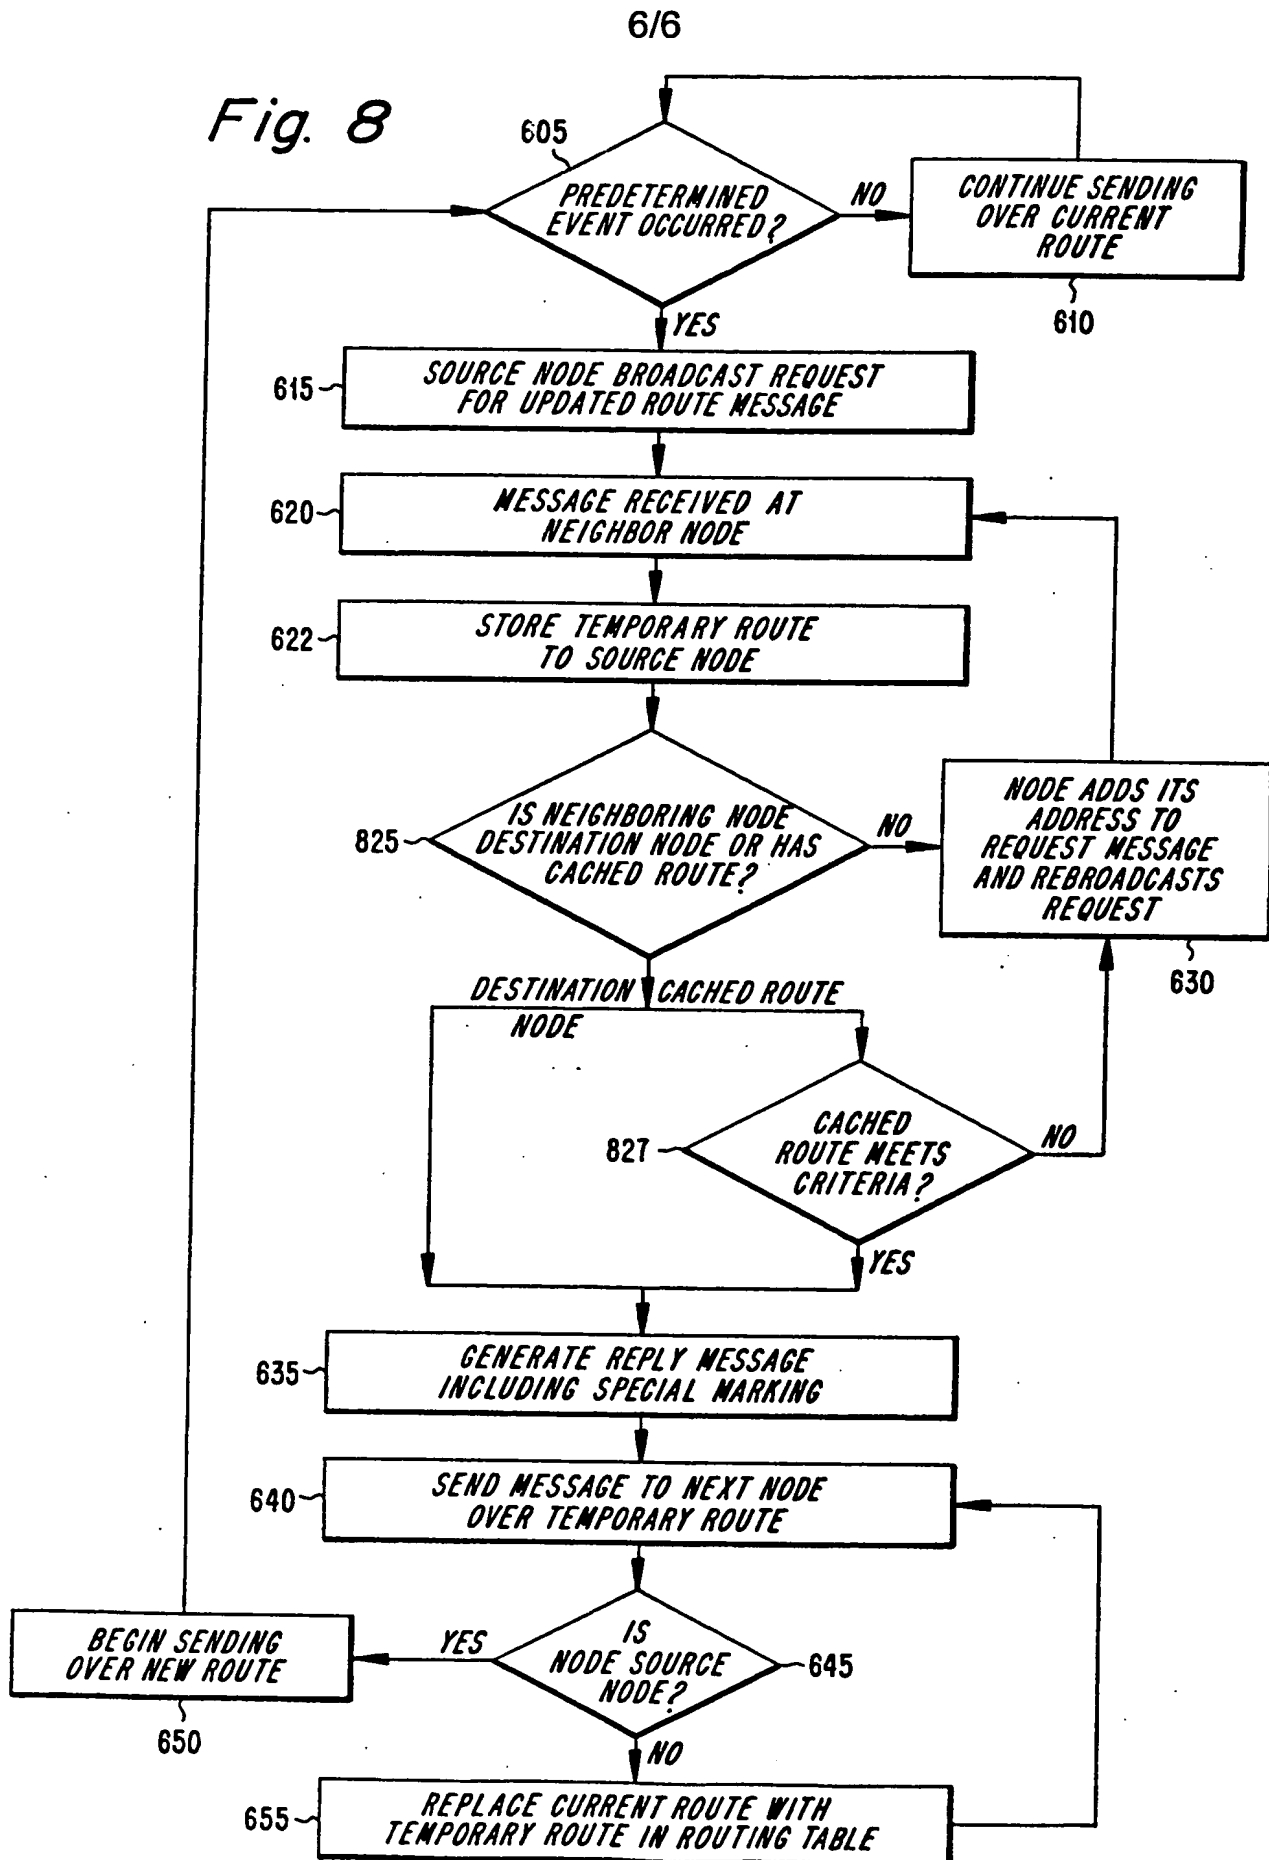 6/6
Fig. 8
605
PREDETERMINED
EVENT OCCURRED?
NO
CONTINUE SENDING
OVER CURRENT
ROUTE
610
YES
615
SOURCE NODE BROADCAST REQUEST
FOR UPDATED ROUTE MESSAGE
620
MESSAGE RECEIVED AT
NEIGHBOR NODE
622
STORE TEMPORARY ROUTE
TO SOURCE NODE
825
IS NEIGHBORING NODE
DESTINATION NODE OR HAS
CACHED ROUTE?
NO
NODE ADDS ITS
ADDRESS TO
REQUEST MESSAGE
AND REBROADCASTS
REQUEST
630
DESTINATION
NODE
CACHED ROUTE
827
CACHED
ROUTE MEETS
CRITERIA?
NO
YES
635
GENERATE REPLY MESSAGE
INCLUDING SPECIAL MARKING
640
SEND MESSAGE TO NEXT NODE
OVER TEMPORARY ROUTE
BEGIN SENDING
OVER NEW ROUTE
650
YES
IS
NODE SOURCE
NODE?
645
NO
655
REPLACE CURRENT ROUTE WITH
TEMPORARY ROUTE IN ROUTING TABLE